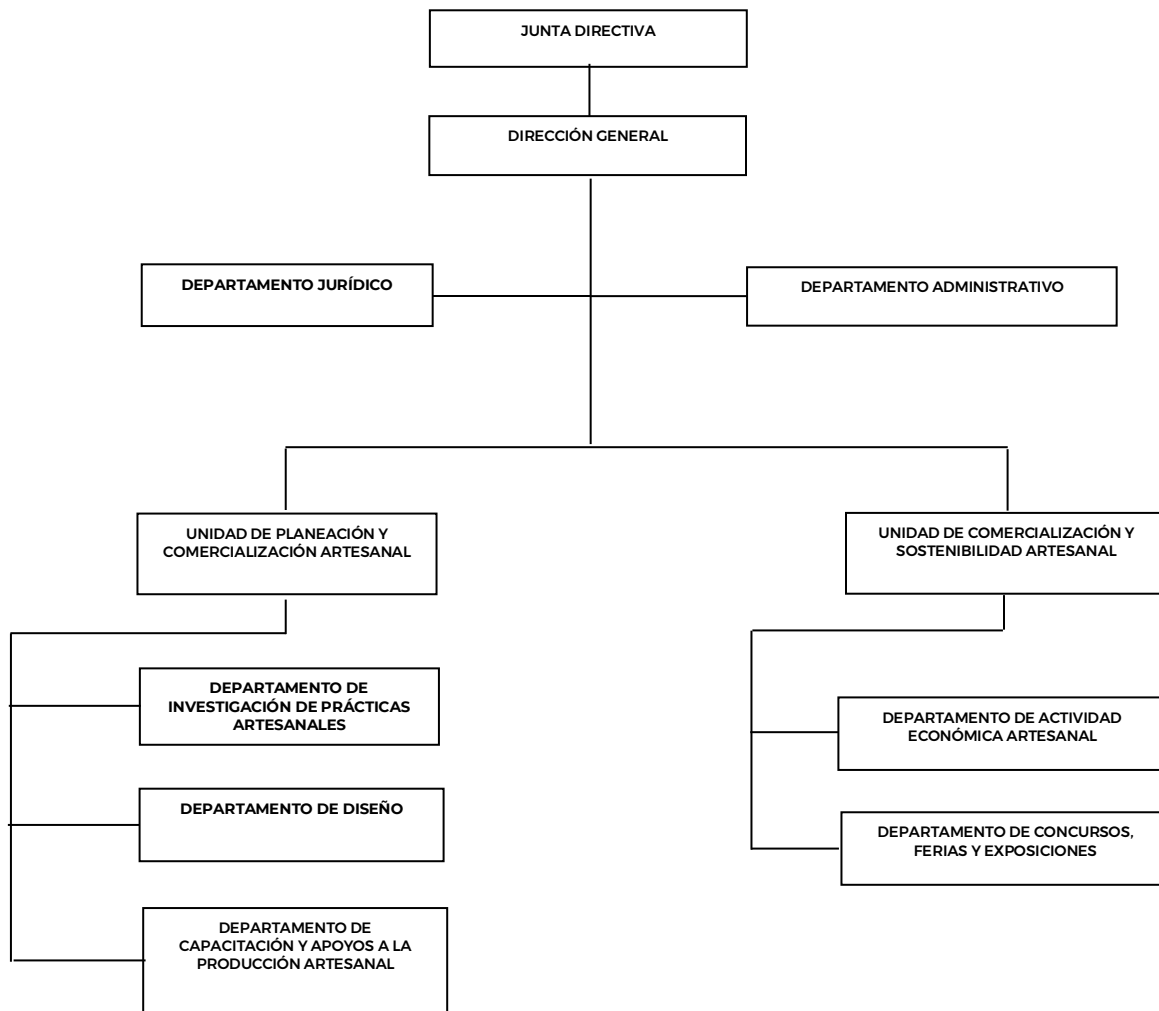 JUNTA DIRECTIVA
DIRECCIÓN GENERAL
DEPARTAMENTO JURÍDICO
DEPARTAMENTO ADMINISTRATIVO
UNIDAD DE PLANEACIÓN Y
COMERCIALIZACIÓN ARTESANAL
UNIDAD DE COMERCIALIZACIÓN Y
SOSTENIBILIDAD ARTESANAL
DEPARTAMENTO DE
INVESTIGACIÓN DE PRÁCTICAS
ARTESANALES
DEPARTAMENTO DE DISEÑO
DEPARTAMENTO DE
CAPACITACIÓN Y APOYOS A LA
PRODUCCIÓN ARTESANAL
DEPARTAMENTO DE ACTIVIDAD
ECONÓMICA ARTESANAL
DEPARTAMENTO DE CONCURSOS,
FERIAS Y EXPOSICIONES